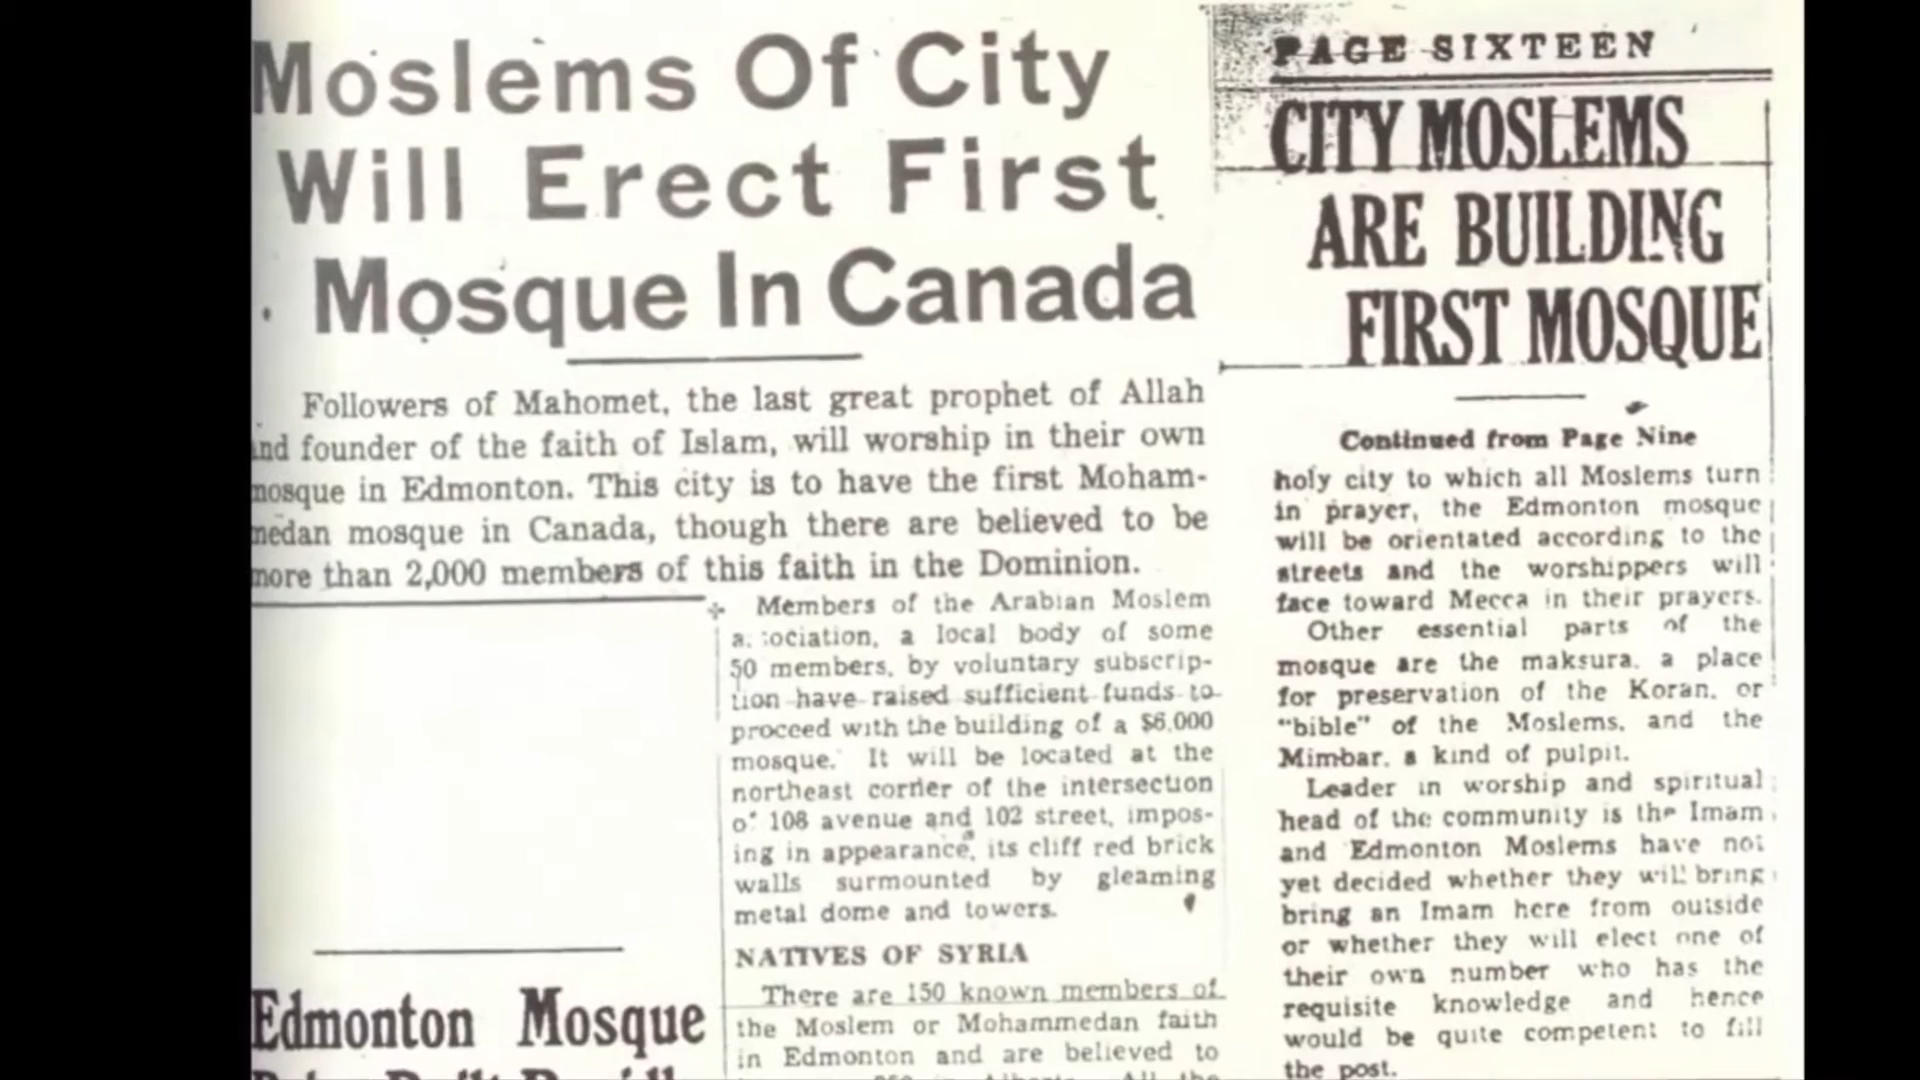 Moslems Of City
Will Erect First
Mosque In Canada
Followers of Mahomet, the last great prophet of Allah
and founder of the faith of Islam, will worship in their own
mosque in Edmonton. This city is to have the first Moham-
medan mosque in Canada, though there are believed to be
more than 2,000 members of this faith in the Dominion.
Members of the Arabian Moslem
a. :ociation, a local body of some
50 members, by voluntary subscrip-
tion have raised sufficient funds to
proceed with the building of a $6,000
mosque. It will be located at the
northeast corner of the intersection
of 108 avenue and 102 street, impos-
ing in appearance, its cliff red brick
walls surmounted by gleaming
metal dome and towers.
NATIVES OF SYRIA
There are 150 known members of
the Moslem or Mohammedan faith
in Edmonton and are believed to
All the
Edmonton Mosque
PAGE SIXTEEN
CITY MOSLEMS
ARE BUILDING
FIRST MOSQUE
Continued from Page Nine
holy city to which all Moslems turn
in prayer, the Edmonton mosque
will be orientated according to the
streets and the worshippers will
face toward Mecca in their prayers.
Other essential parts of the
mosque are the maksura, a place
for preservation of the Koran, or
"bible" of the Moslems, and the
Mimbar, a kind of pulpit.
Leader in worship and spiritual
head of the community is the Imam
and Edmonton Moslems have not
yet decided whether they will bring
bring an Imam here from outside
or whether they will elect one of
their own number who has the
requisite knowledge and hence
would be quite competent to fill
the post.